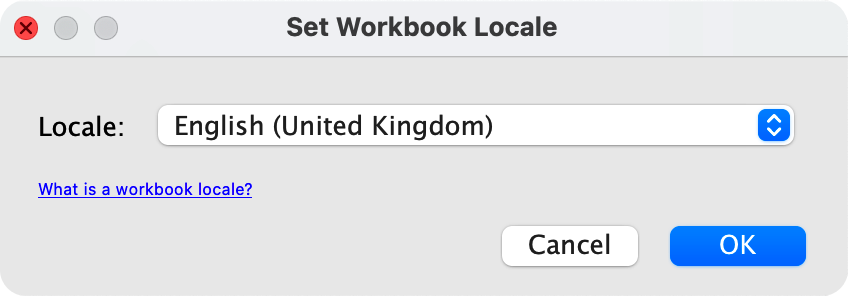 Set Workbook Locale
Locale: English (United Kingdom)
What is a workbook locale?
Cancel OK